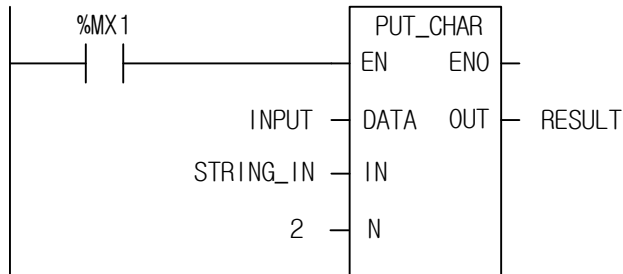 %MX1 PUT_CHAR
EN ENO
INPUT DATA OUT RESULT
STRING_IN IN
2 N